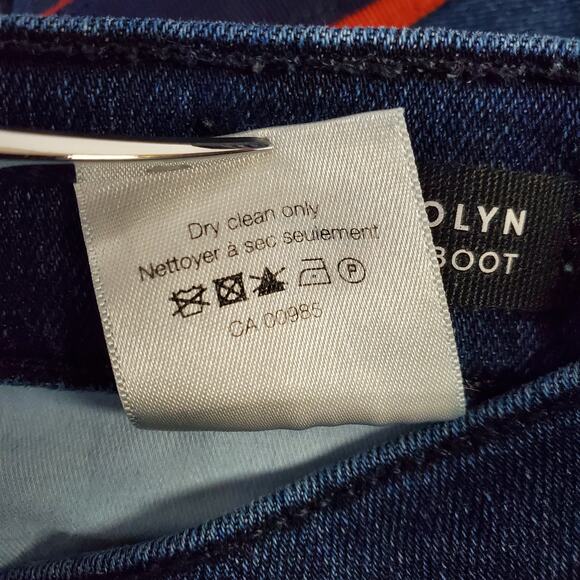 Dry clean only
Nettoyer à sec seulement
CA 00985
OLYN
BOOT